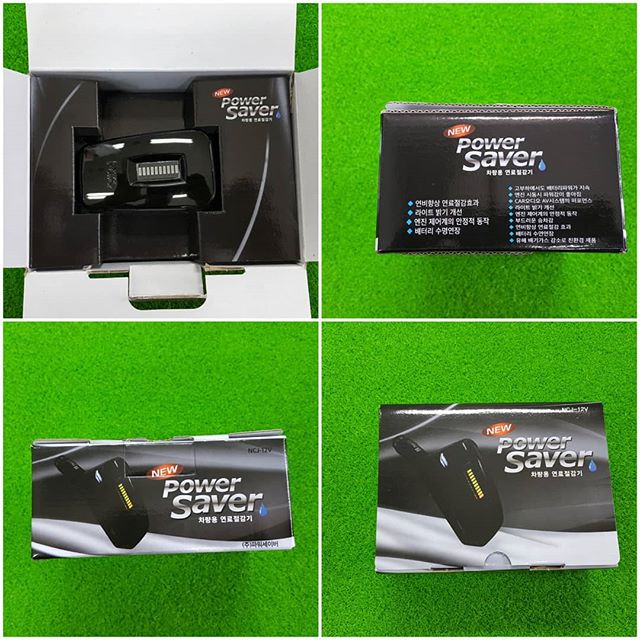 NEW
Power
Saver
차량용 연료절감기
NEW
Power
Saver
차량용 연료절감기
연비향상 연료절감효과
라이트 밝기 개선
엔진 제어계의 안정적 동작
배터리 수명연장
고부하에서도 배터리파워가 지속
엔진 시동시 파워감이 좋아짐
CAR오디오 AV시스템의 퍼포먼스
라이트 밝기 개선
엔진 제어계의 안정적 동작
부드러운 승차감
연비향상 연료절감 효과
배터리 수명연장
유해 배기가스 감소로 친환경 제품
NCJ-12V
NEW
Power
Saver
차량용 연료절감기
(주)파워세이버
NCJ-12V
NEW
Power
Saver
차량용 연료절감기